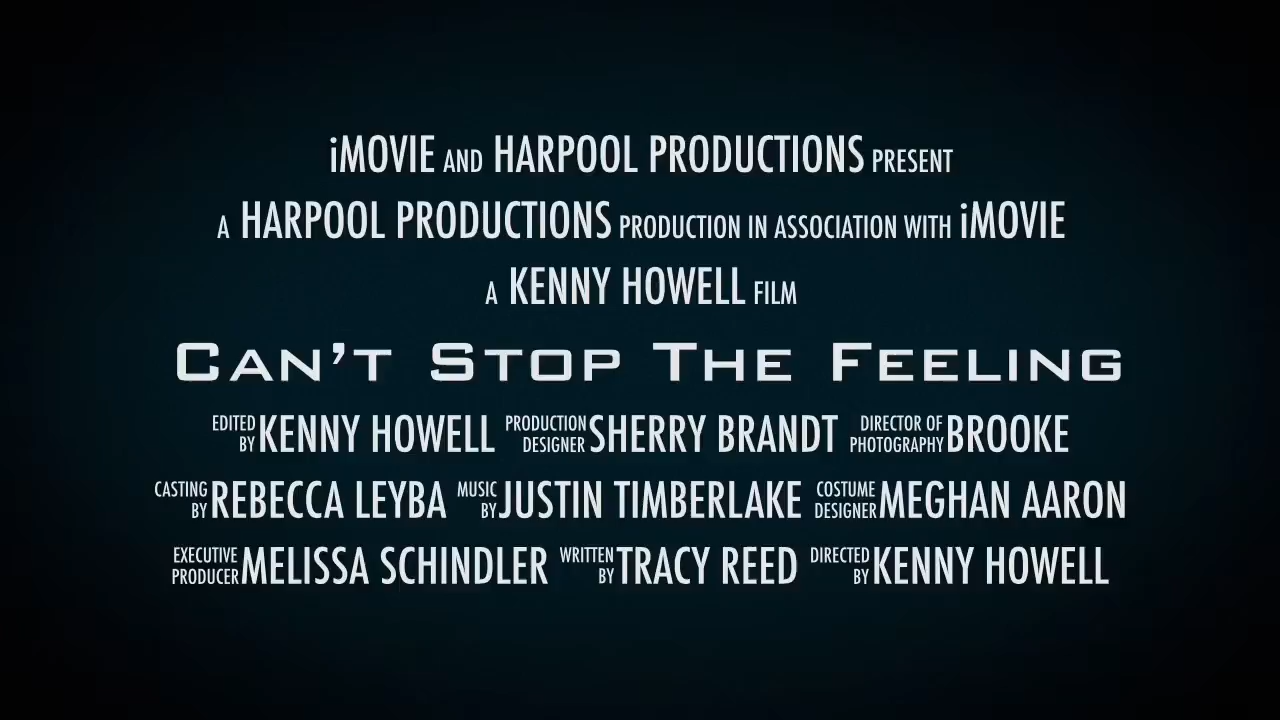 iMOVIE AND HARPOOL PRODUCTIONS PRESENT
A HARPOOL PRODUCTIONS PRODUCTION IN ASSOCIATION WITH iMOVIE
A KENNY HOWELL FILM
CAN'T STOP THE FEELING
EDITED BY KENNY HOWELL PRODUCTION DESIGNER SHERRY BRANDT DIRECTOR OF PHOTOGRAPHY BROOKE
CASTING BY REBECCA LEYBA MUSIC BY JUSTIN TIMBERLAKE COSTUME DESIGNER MEGHAN AARON
EXECUTIVE PRODUCER MELISSA SCHINDLER WRITTEN BY TRACY REED DIRECTED BY KENNY HOWELL